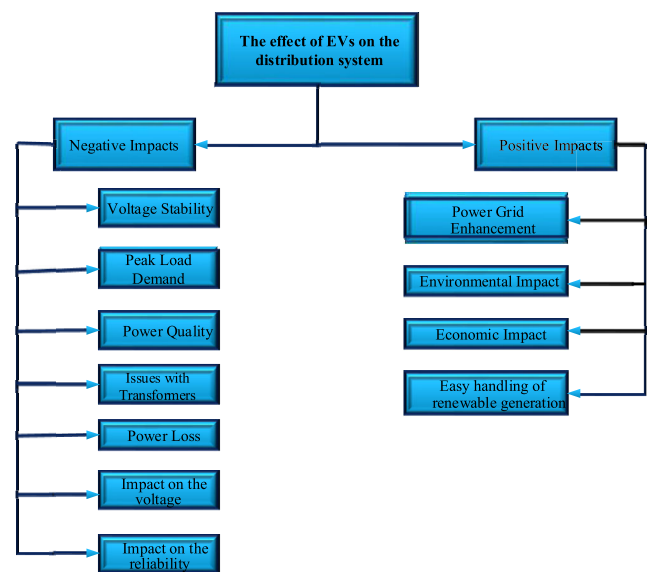 The effect of EVs on the
distribution system
Negative Impacts
Positive Impacts
Voltage Stability
Peak Load
Demand
Power Quality
Issues with
Transformers
Power Loss
Impact on the
voltage
Impact on the
reliability
Power Grid
Enhancement
Environmental Impact
Economic Impact
Easy handling of
renewable generation